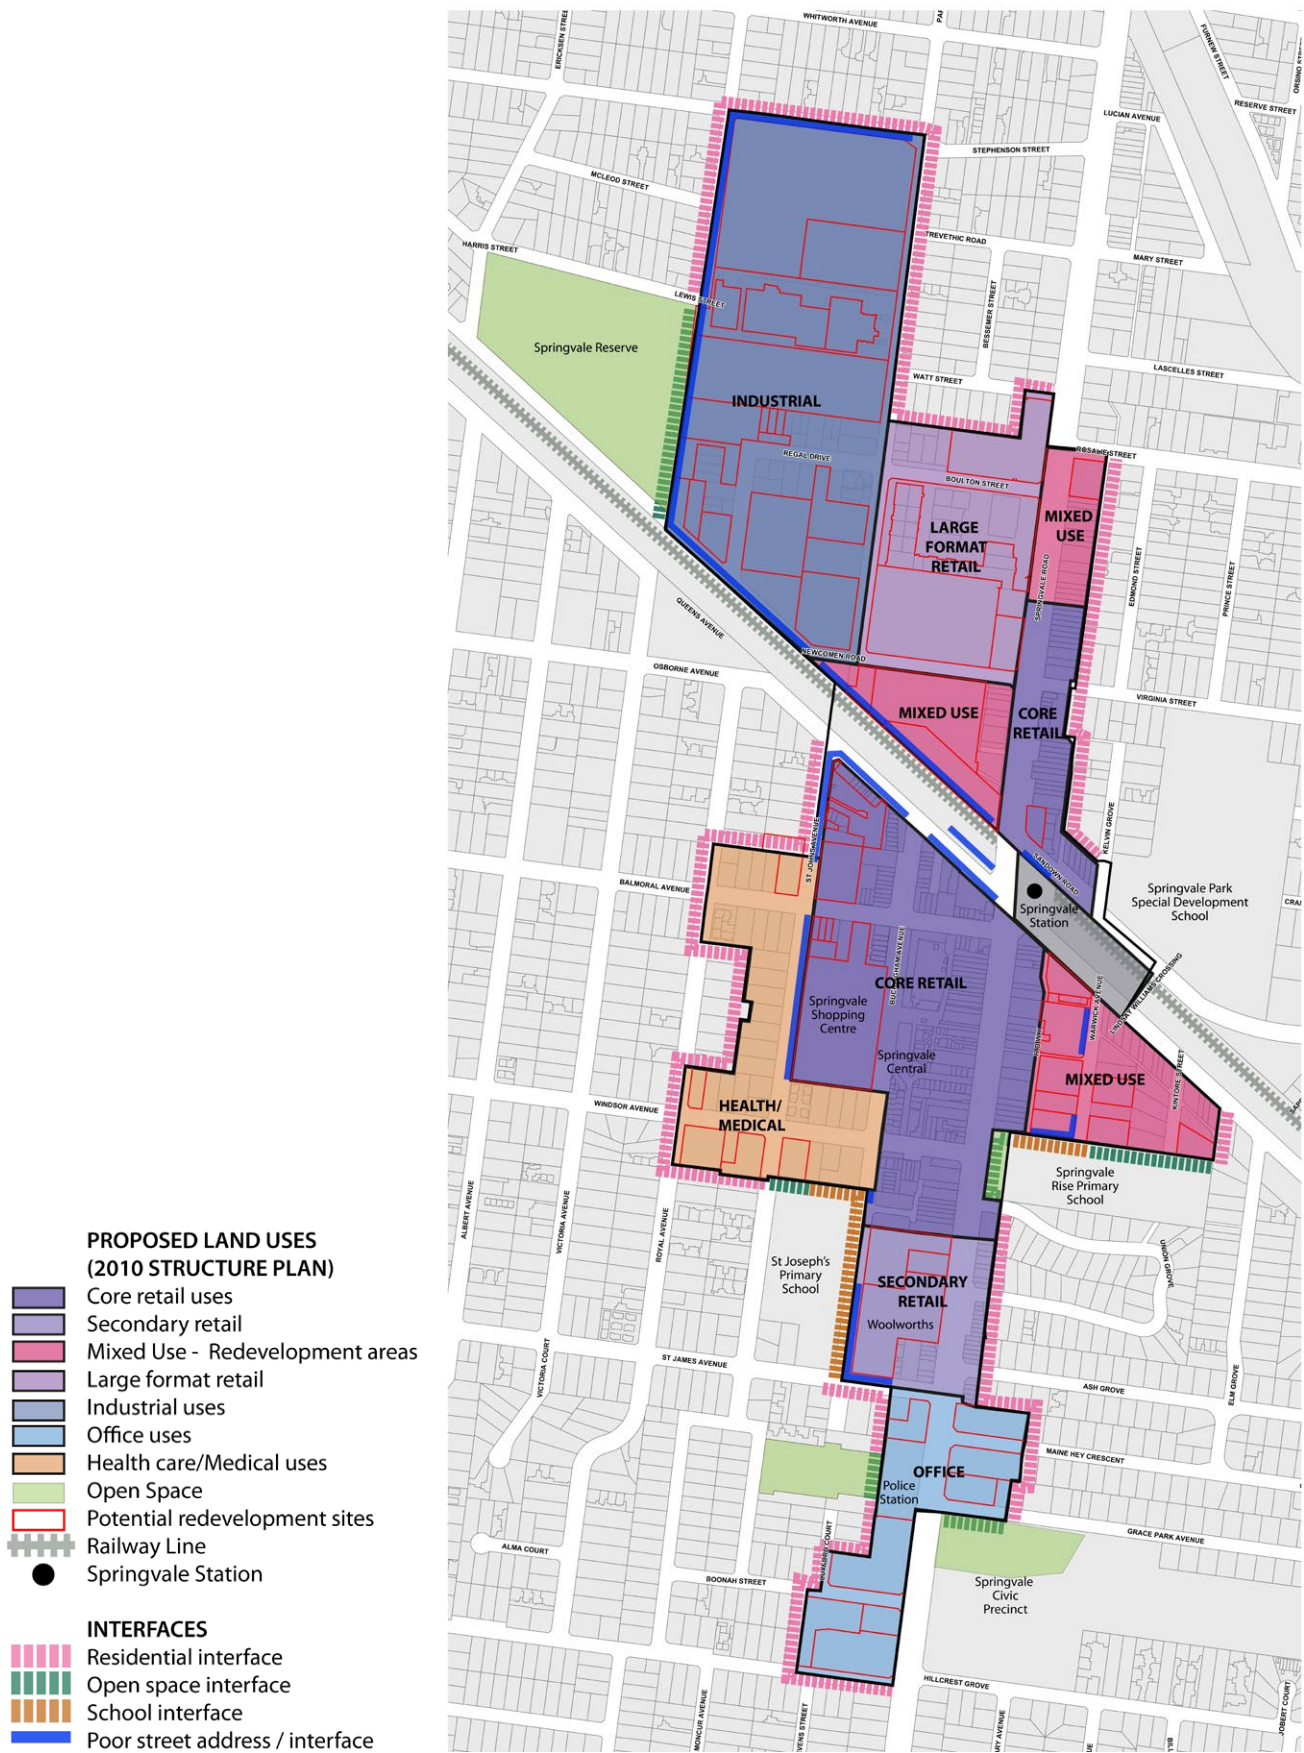 WHITWORTH AVENUE
ERICKSEN STREET
FURNEW STREET
RESERVE STREET
LUCIAN AVENUE
STEPHENSON STREET
MCLEOD STREET
TREVETHIC ROAD
MARY STREET
HARRIS STREET
LEWIS STREET
BESSEMER STREET
Springvale Reserve
LASCELLES STREET
WATT STREET
INDUSTRIAL
REGAL DRIVE
ROSALIE STREET
BOULTON STREET
MIXED
USE
LARGE
FORMAT
RETAIL
SPRINGVALE ROAD
EDMOND STREET
PRINCE STREET
QUEENS AVENUE
NEWCOMEN ROAD
OSBORNE AVENUE
VIRGINIA STREET
MIXED USE
CORE
RETAIL
KELVIN GROVE
ST JOHNS AVENUE
SANDOWN ROAD
BALMORAL AVENUE
Springvale
Station
Springvale Park
Special Development
School
BUCKINGHAM AVENUE
CORE RETAIL
Springvale
Shopping
Centre
Springvale
Central
WARWICK AVENUE
LINDSAY WILLIAMS CROSSING
MIXED USE
KINTORE STREET
WINDSOR AVENUE
HEALTH/
MEDICAL
Springvale
Rise Primary
School
ALBERT AVENUE
VICTORIA AVENUE
ROYAL AVENUE
UNION GROVE
St Joseph's
Primary
School
SECONDARY
RETAIL
Woolworths
ST JAMES AVENUE
VICTORIA COURT
ASH GROVE
ELM GROVE
MAINE HEY CRESCENT
OFFICE
Police
Station
ALMA COURT
GRACE PARK AVENUE
BOONAH STREET
Springvale
Civic
Precinct
HILLCREST GROVE
MONCUR AVENUE
JOBERT COURT
PROPOSED LAND USES
(2010 STRUCTURE PLAN)
Core retail uses
Secondary retail
Mixed Use - Redevelopment areas
Large format retail
Industrial uses
Office uses
Health care/Medical uses
Open Space
Potential redevelopment sites
Railway Line
Springvale Station
INTERFACES
Residential interface
Open space interface
School interface
Poor street address / interface